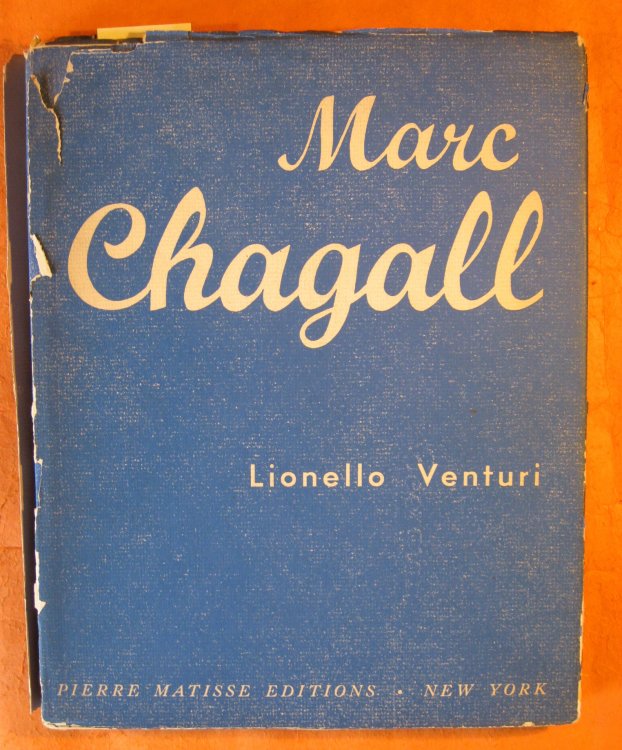 Marc
Chagall
Lionello Venturi
PIERRE MATISSE EDITIONS • NEW YORK